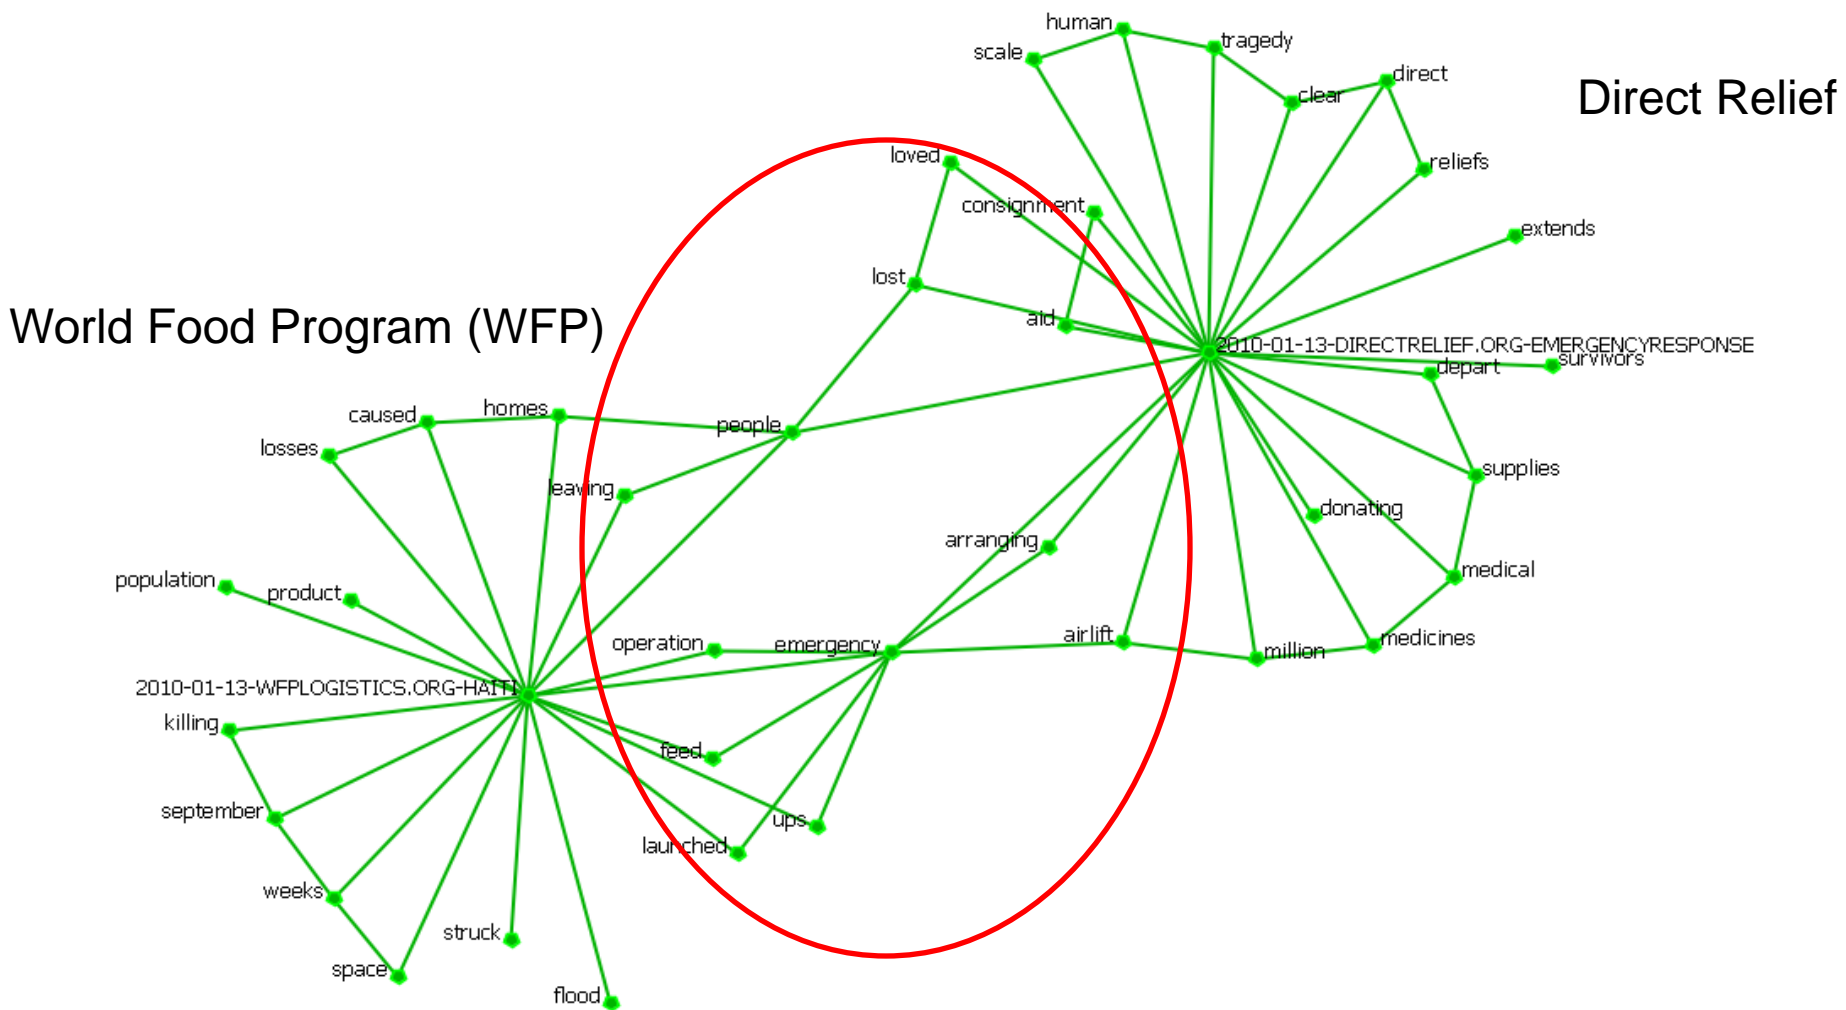 human
tragedy
scale
direct
clear
Direct Relief
loved
reliefs
consignment
extends
lost
aid
World Food Program (WFP)
2010-01-13-DIRECTRELIEF.ORG-EMERGENCYRESPONSE
survivors
depart
homes
caused
people
losses
supplies
leaving
donating
arranging
medical
population
product
airlift
operation
emergency
medicines
million
2010-01-13-WFPLOGISTICS.ORG-HAITI
killing
feed
september
ups
launched
weeks
struck
space
flood